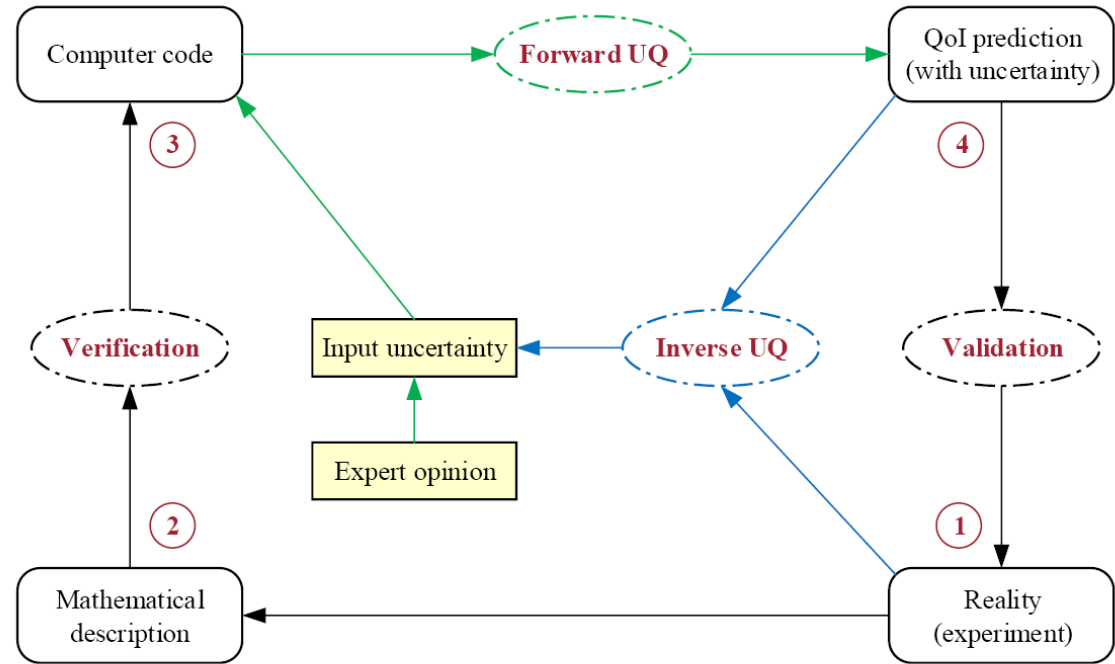 Computer code
Forward UQ
QoI prediction
(with uncertainty)
3
4
Verification
Input uncertainty
Inverse UQ
Validation
Expert opinion
2
1
Mathematical
description
Reality
(experiment)